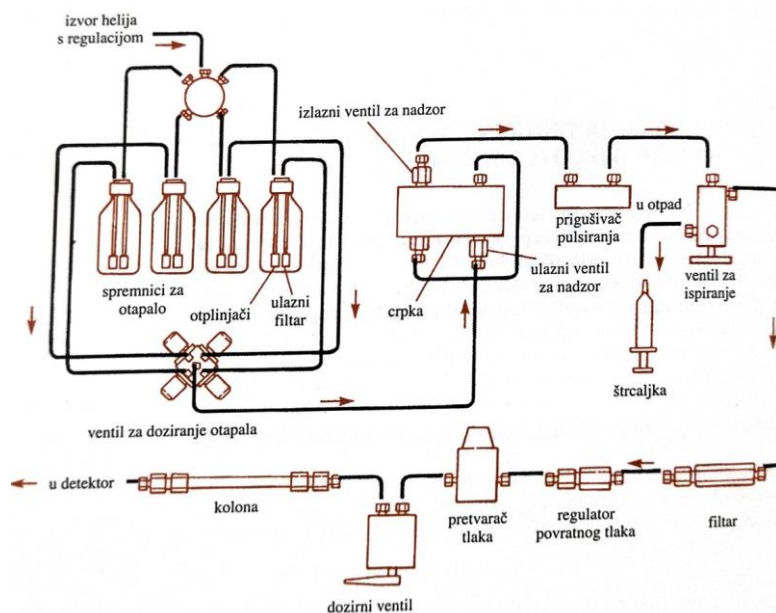 izvor helija
s regulacijom
izlazni ventil za nadzor
u otpad
prigušivač
pulsiranja
ventil za
ispiranje
spremnici za
otapalo
otplinjači
ulazni
filtar
crpka
ulazni ventil
za nadzor
štrcaljka
ventil za doziranje otapala
u detektor
kolona
pretvarač
tlaka
regulator
povratnog tlaka
filtar
dozirni ventil